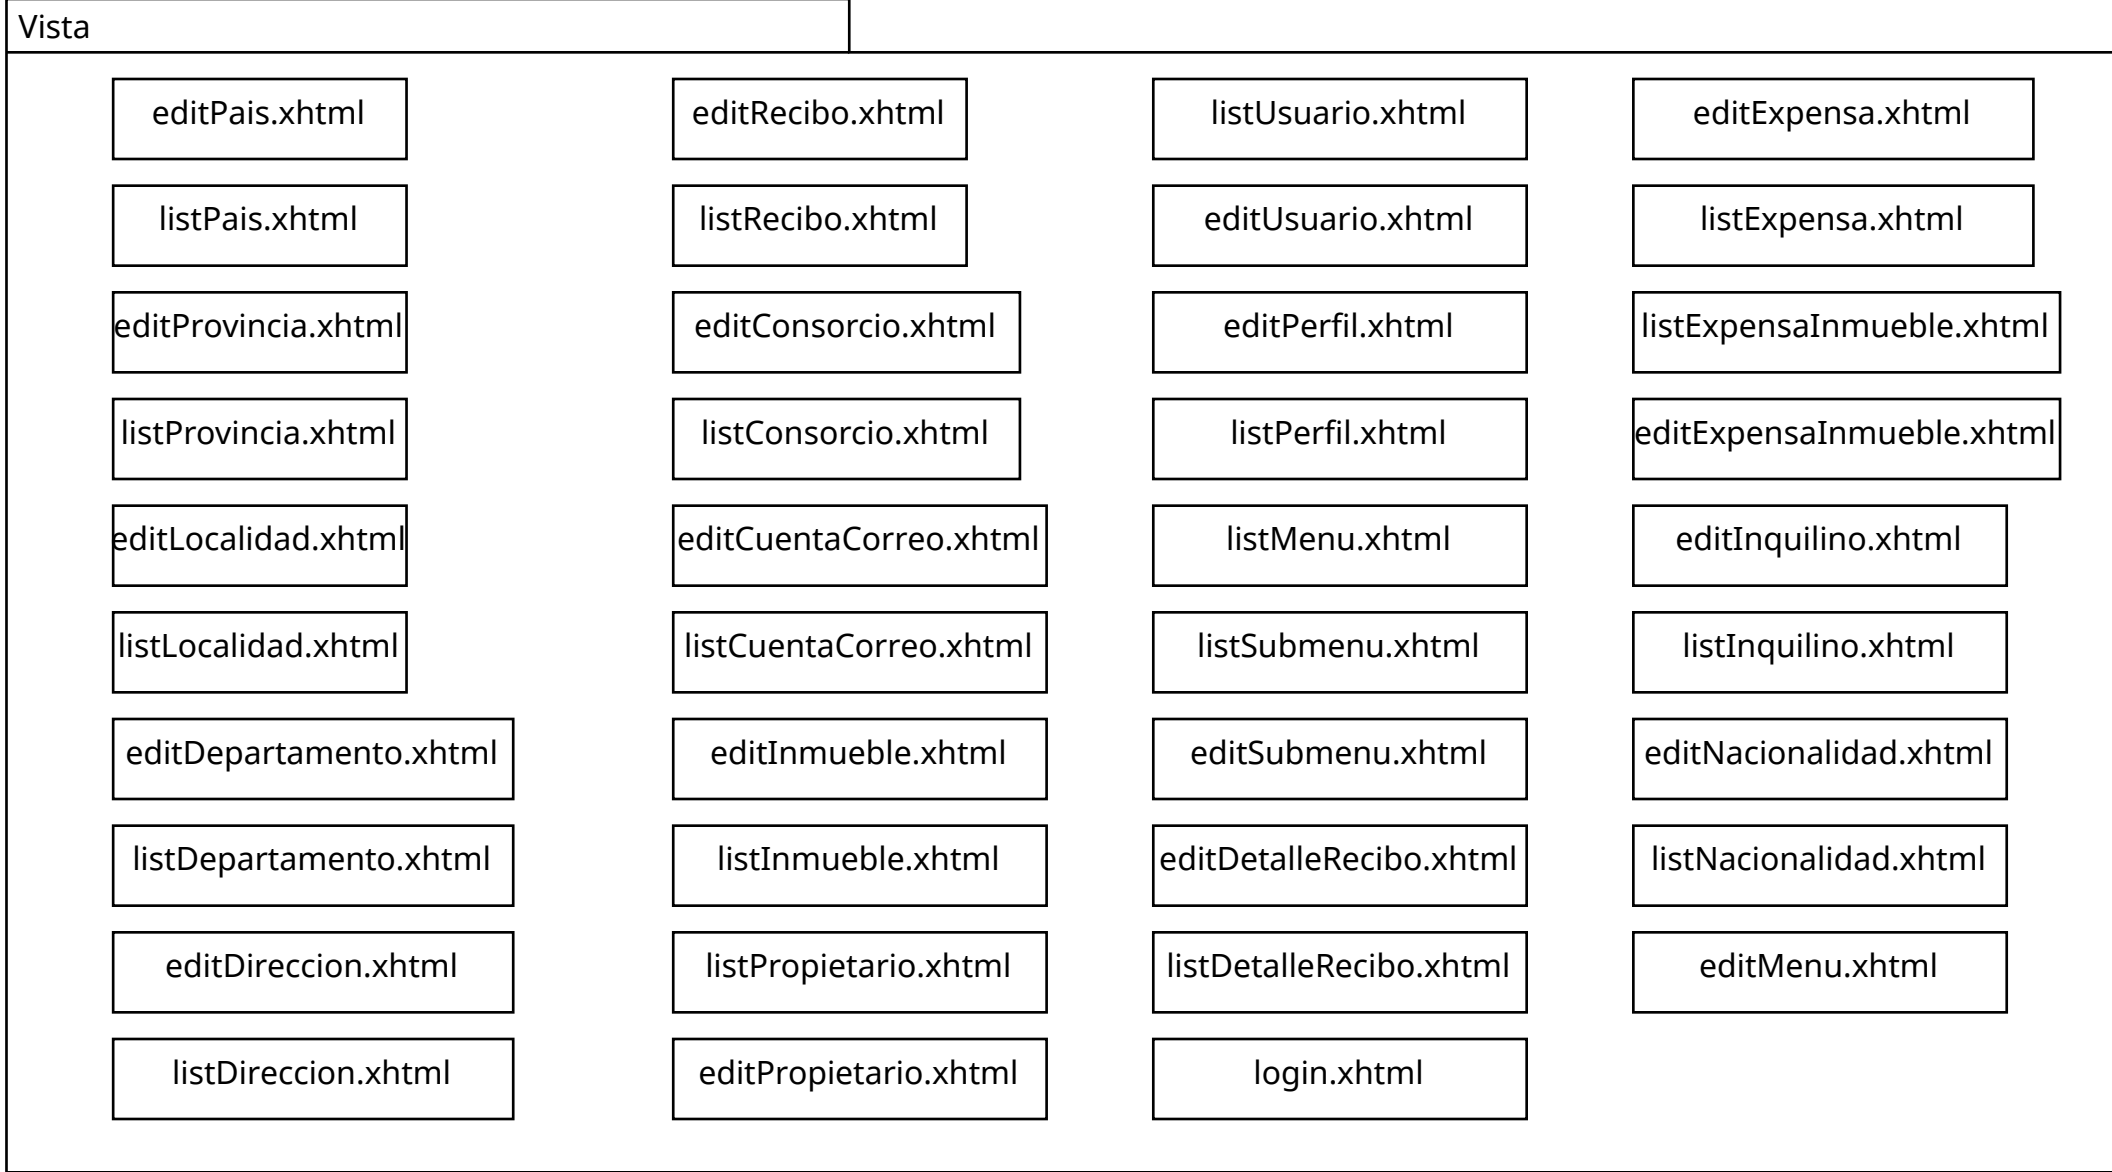 Vista
editPais.xhtml
listPais.xhtml
editProvincia.xhtml
listProvincia.xhtml
editLocalidad.xhtml
listLocalidad.xhtml
editDepartamento.xhtml
listDepartamento.xhtml
editDireccion.xhtml
listDireccion.xhtml
editRecibo.xhtml
listRecibo.xhtml
editConsorcio.xhtml
listConsorcio.xhtml
editCuentaCorreo.xhtml
listCuentaCorreo.xhtml
editInmueble.xhtml
listInmueble.xhtml
listPropietario.xhtml
editPropietario.xhtml
listUsuario.xhtml
editUsuario.xhtml
editPerfil.xhtml
listPerfil.xhtml
listMenu.xhtml
listSubmenu.xhtml
editSubmenu.xhtml
editDetalleRecibo.xhtml
listDetalleRecibo.xhtml
login.xhtml
editExpensa.xhtml
listExpensa.xhtml
listExpensaInmueble.xhtml
editExpensaInmueble.xhtml
editInquilino.xhtml
listInquilino.xhtml
editNacionalidad.xhtml
listNacionalidad.xhtml
editMenu.xhtml